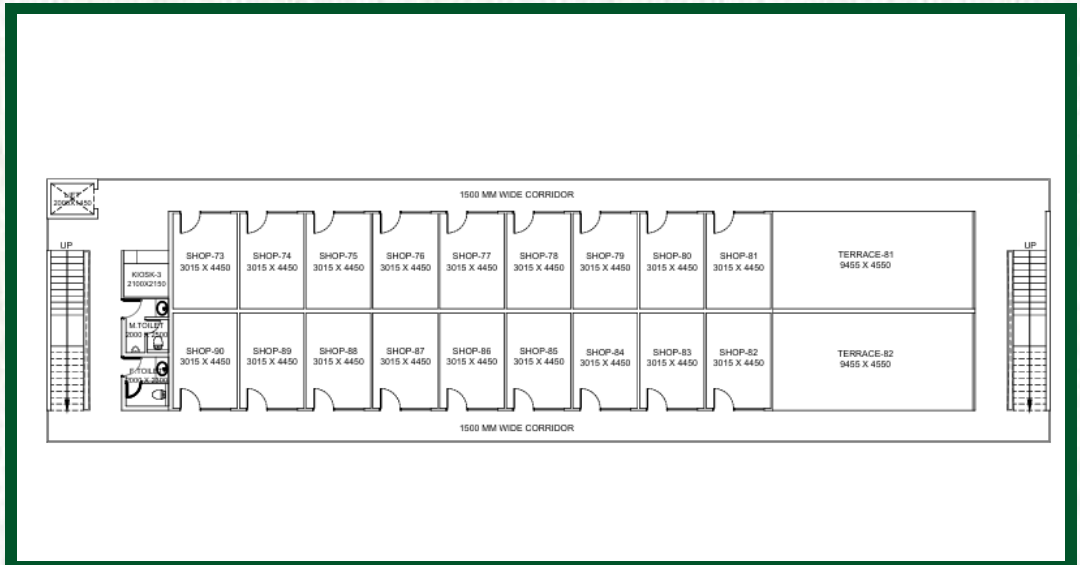 1500 MM WIDE CORRIDOR
LIFT
UP
UP
KIOSK-3
2100X2150
SHOP-73
3015 X 4450
SHOP-74
3015 X 4450
SHOP-75
3015 X 4450
SHOP-76
3015 X 4450
SHOP-77
3015 X 4450
SHOP-78
3015 X 4450
SHOP-79
3015 X 4450
SHOP-80
3015 X 4450
SHOP-81
3015 X 4450
TERRACE-81
9455 X 4550
M.TOILET
2000 X 2500
F.TOILET
SHOP-90
3015 X 4450
SHOP-89
3015 X 4450
SHOP-88
3015 X 4450
SHOP-87
3015 X 4450
SHOP-86
3015 X 4450
SHOP-85
3015 X 4450
SHOP-84
3015 X 4450
SHOP-83
3015 X 4450
SHOP-82
3015 X 4450
TERRACE-82
9455 X 4550
1500 MM WIDE CORRIDOR